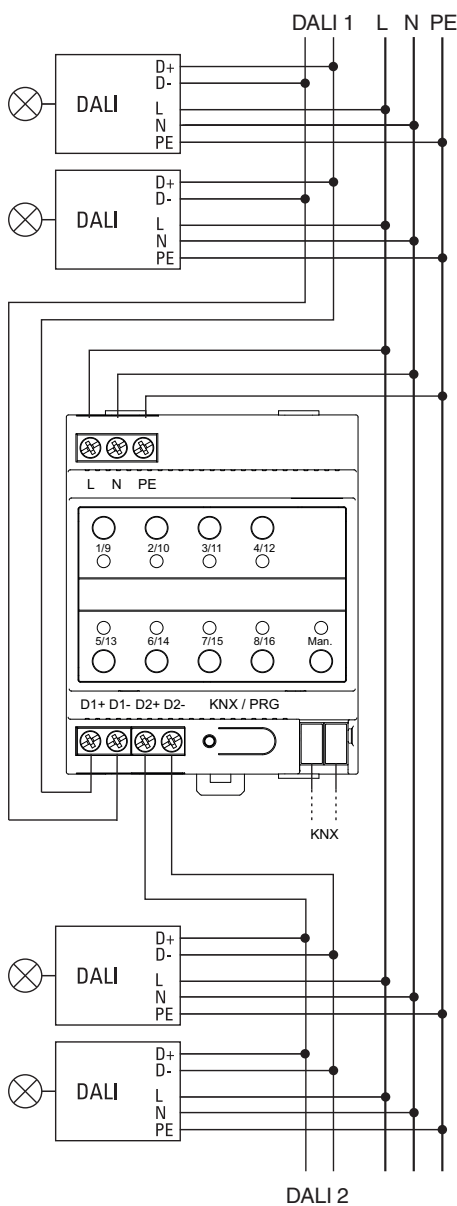 DALI 1 L N PE
DALI
D+
D-
L
N
PE
DALI
D+
D-
L
N
PE
L N PE
1/9 2/10 3/11 4/12
5/13 6/14 7/15 8/16 Man.
D1+ D1- D2+ D2- KNX / PRG
KNX
DALI
D+
D-
L
N
PE
DALI
D+
D-
L
N
PE
DALI 2